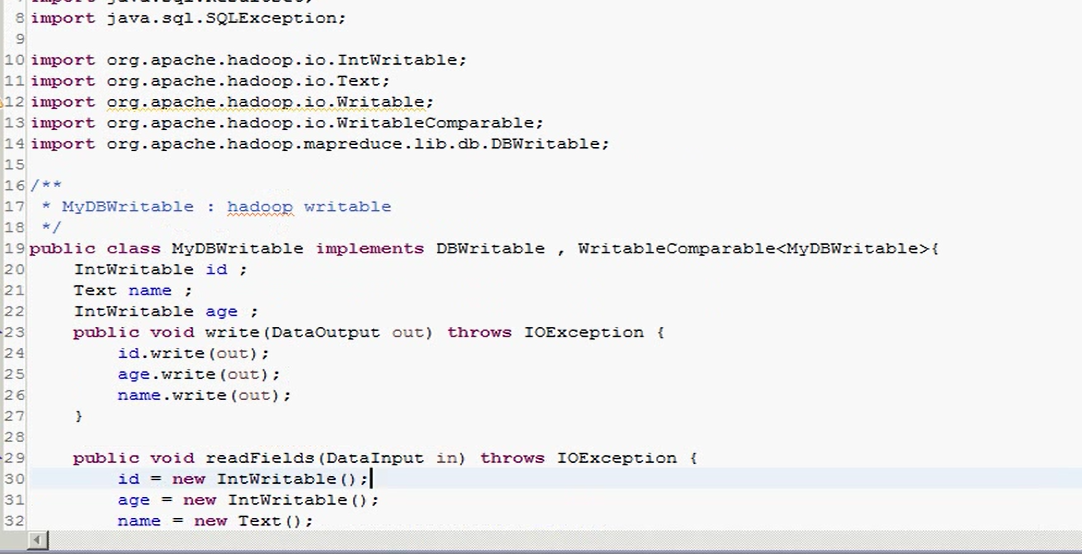 7 import java.sql.ResultSet;
8 import java.sql.SQLException;
9
10 import org.apache.hadoop.io.IntWritable;
11 import org.apache.hadoop.io.Text;
12 import org.apache.hadoop.io.Writable;
13 import org.apache.hadoop.io.WritableComparable;
14 import org.apache.hadoop.mapreduce.lib.db.DBWritable;
15
16 /**
17  * MyDBWritable : hadoop writable
18  */
19 public class MyDBWritable implements DBWritable , WritableComparable<MyDBWritable>{
20     IntWritable id ;
21     Text name ;
22     IntWritable age ;
23     public void write(DataOutput out) throws IOException {
24         id.write(out);
25         age.write(out);
26         name.write(out);
27     }
28
29     public void readFields(DataInput in) throws IOException {
30         id = new IntWritable();
31         age = new IntWritable();
32         name = new Text();